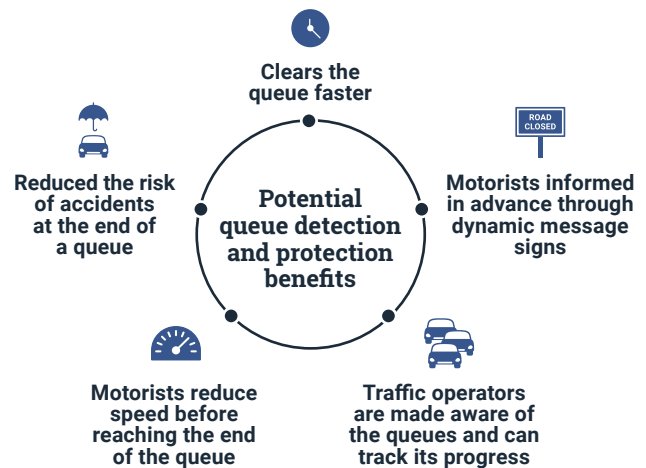 Clears the
queue faster
ROAD
CLOSED
Reduced the risk
of accidents
at the end of
a queue
Potential
queue detection
and protection
benefits
Motorists informed
in advance through
dynamic message
signs
Motorists reduce
speed before
reaching the end
of the queue
Traffic operators
are made aware of
the queues and can
track its progress